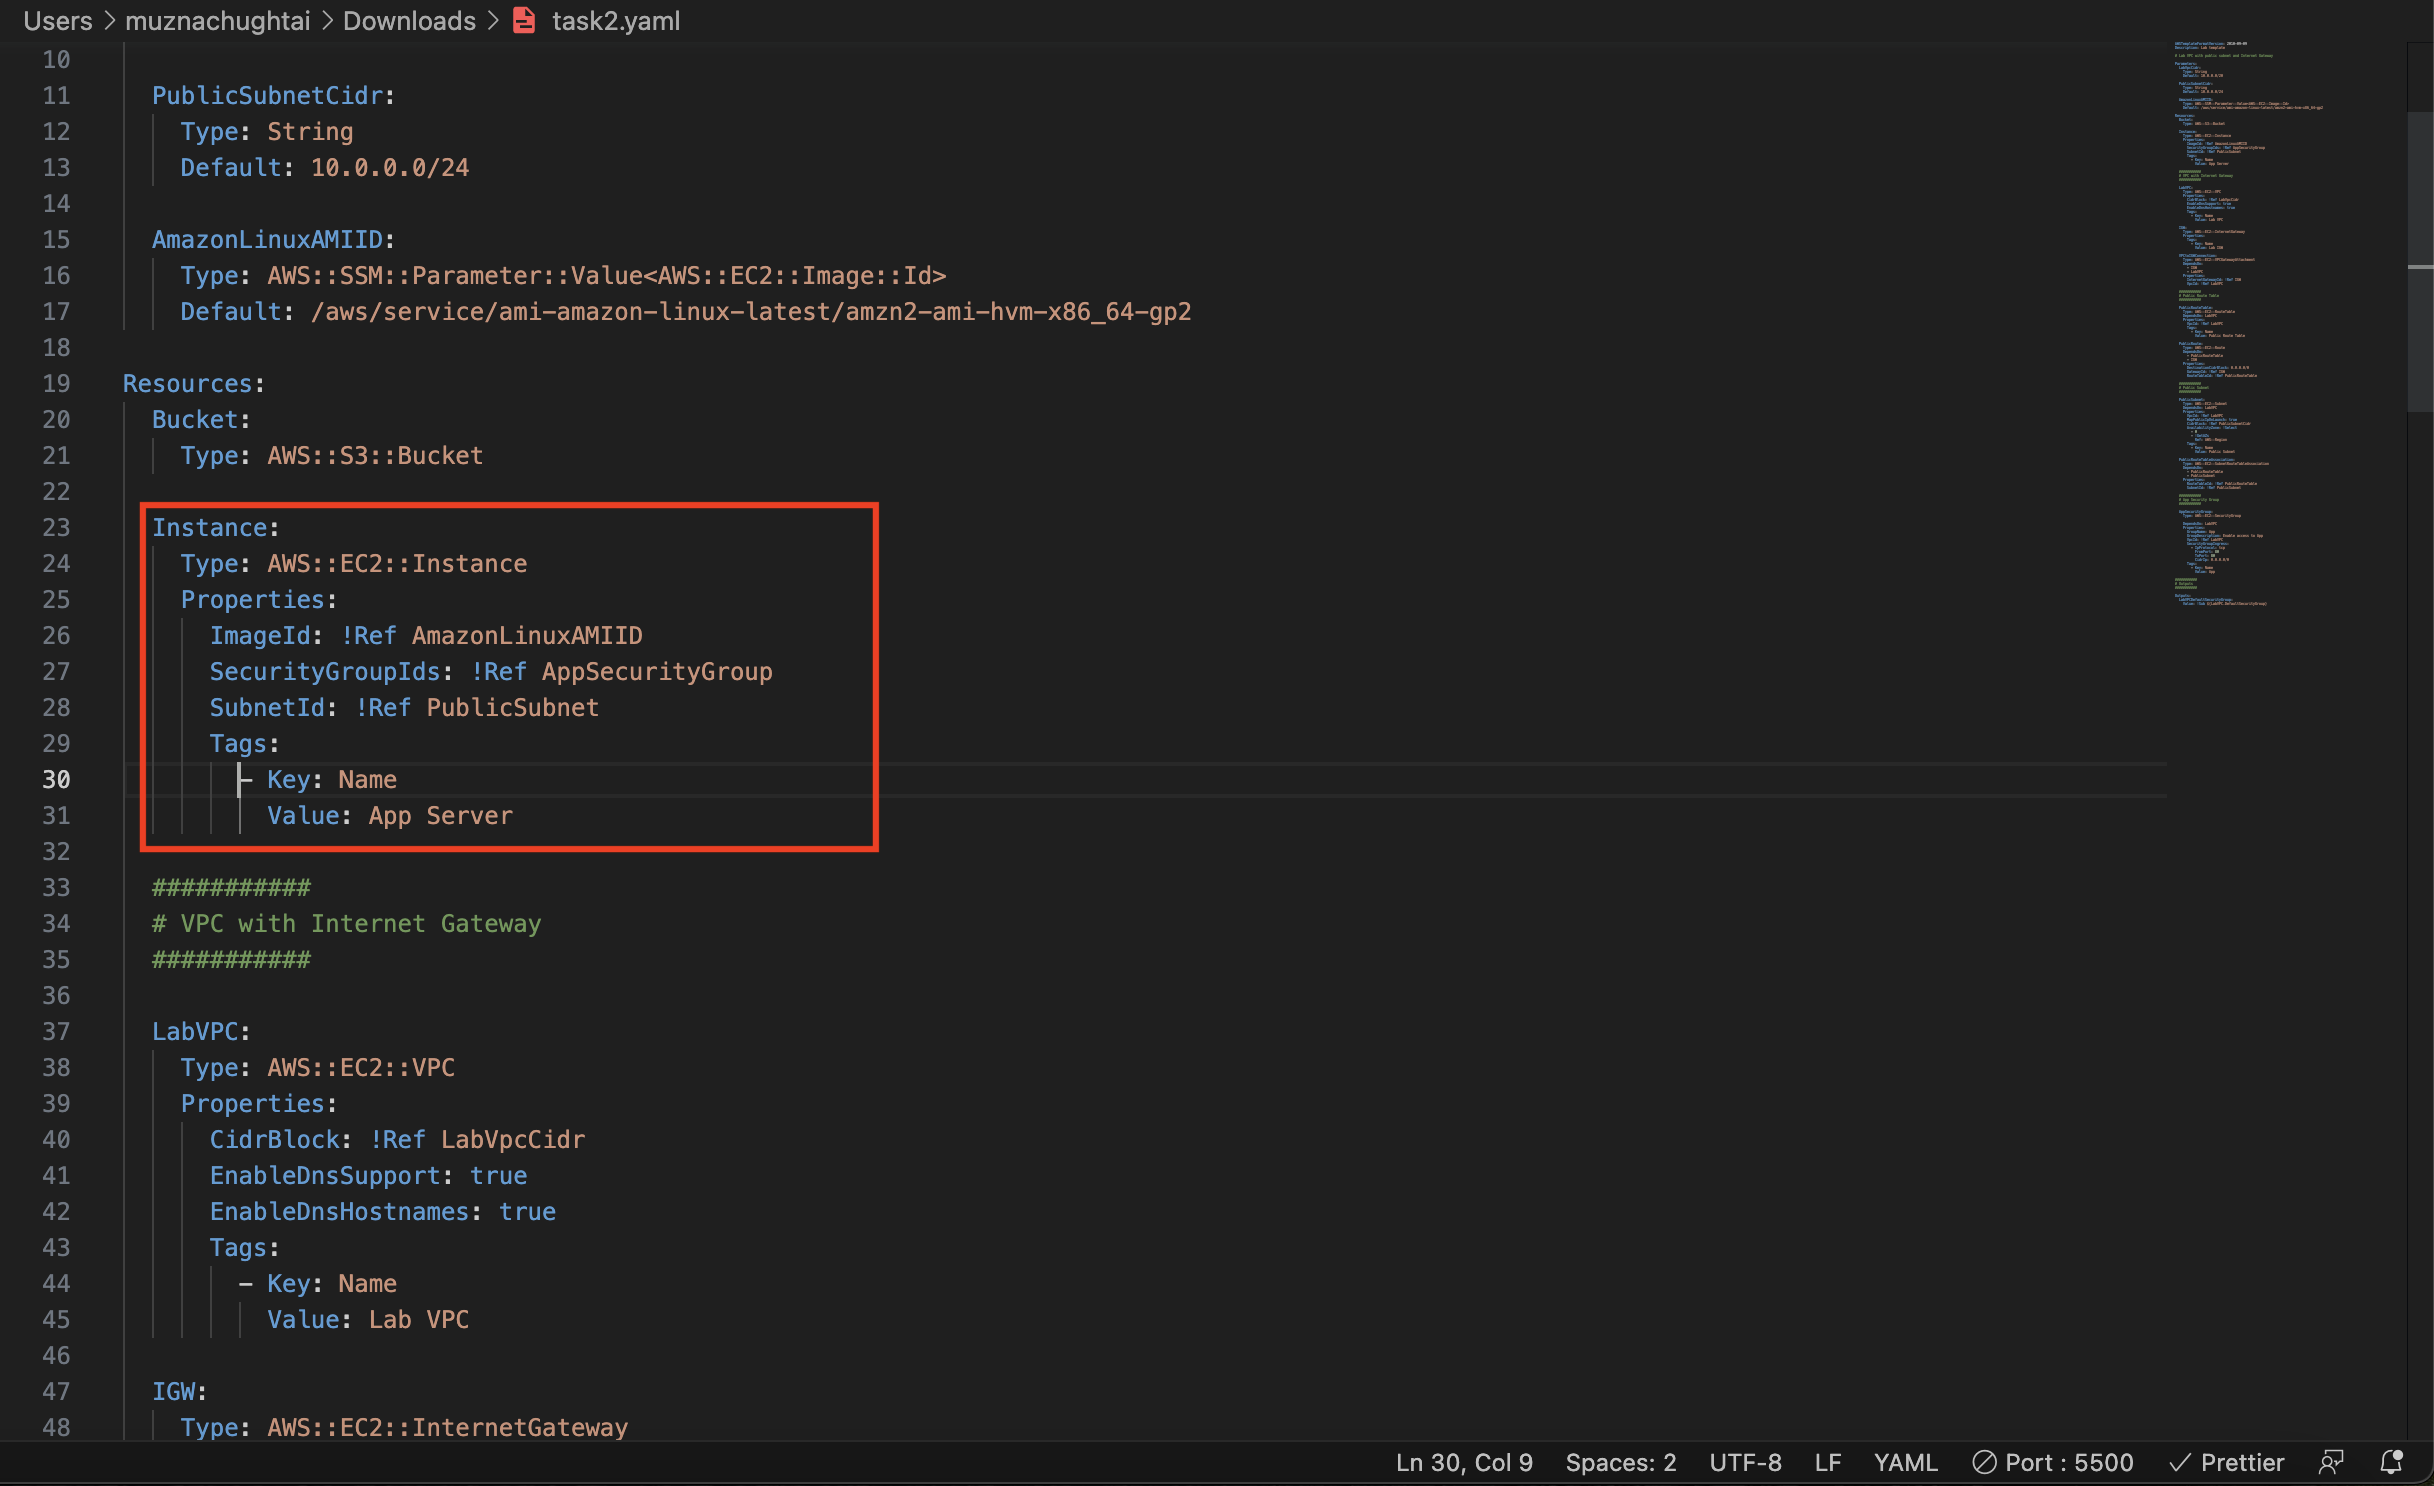 Users > muznachughtai > Downloads > task2.yaml
10
11 PublicSubnetCidr:
12 Type: String
13 Default: 10.0.0.0/24
14
15 AmazonLinuxAMIID:
16 Type: AWS::SSM::Parameter::Value<AWS::EC2::Image::Id>
17 Default: /aws/service/ami-amazon-linux-latest/amzn2-ami-hvm-x86_64-gp2
18
19 Resources:
20 Bucket:
21 Type: AWS::S3::Bucket
22
23 Instance:
24 Type: AWS::EC2::Instance
25 Properties:
26 ImageId: !Ref AmazonLinuxAMIID
27 SecurityGroupIds: !Ref AppSecurityGroup
28 SubnetId: !Ref PublicSubnet
29 Tags:
30 - Key: Name
31 Value: App Server
32
33 ###########
34 # VPC with Internet Gateway
35 ###########
36
37 LabVPC:
38 Type: AWS::EC2::VPC
39 Properties:
40 CidrBlock: !Ref LabVpcCidr
41 EnableDnsSupport: true
42 EnableDnsHostnames: true
43 Tags:
44 - Key: Name
45 Value: Lab VPC
46
47 IGW:
48 Type: AWS::EC2::InternetGateway
Ln 30, Col 9 Spaces: 2 UTF-8 LF YAML Port : 5500 Prettier